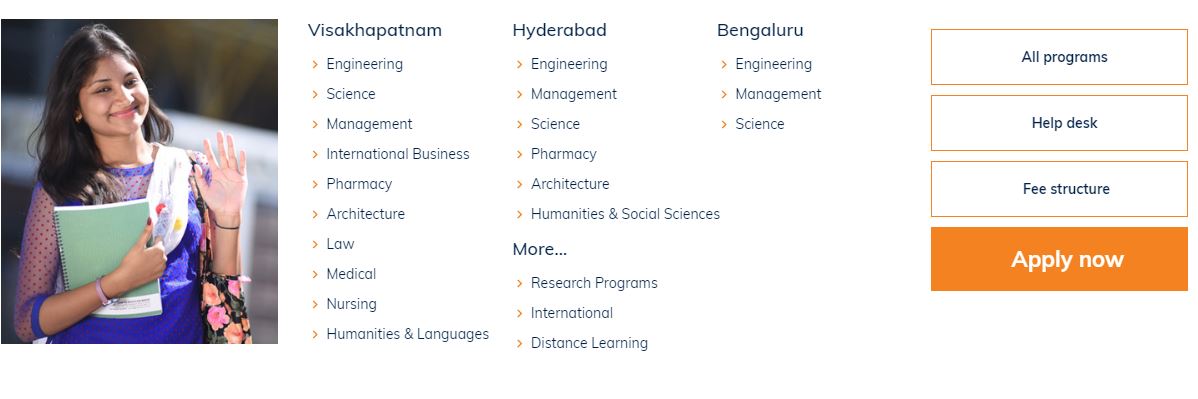 Visakhapatnam
Engineering
Science
Management
International Business
Pharmacy
Architecture
Law
Medical
Nursing
Humanities & Languages
Hyderabad
Engineering
Management
Science
Pharmacy
Architecture
Humanities & Social Sciences
More...
Research Programs
International
Distance Learning
Bengaluru
Engineering
Management
Science
All programs
Help desk
Fee structure
Apply now